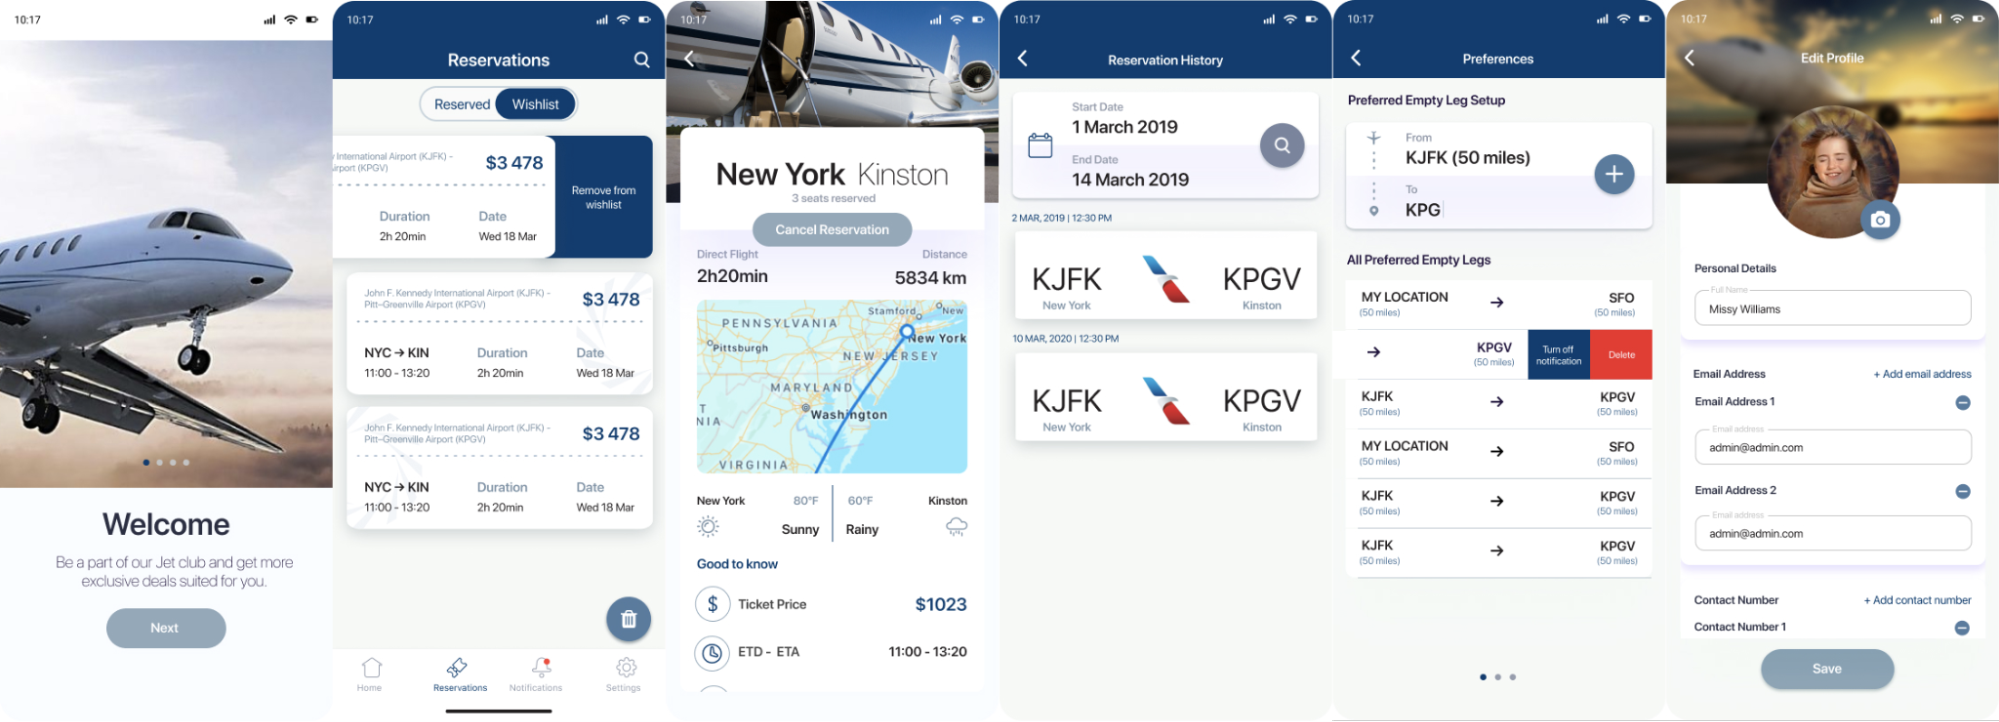 10:17
Welcome
Be a part of our Jet club and get more
exclusive deals suited for you.
Next
10:17
Reservations
Reserved
Wishlist
International Airport (KJFK) -
Airport (KPGV)
$3 478
Duration
Date
2h 20min
Wed 18 Mar
Remove from
wishlist
John F. Kennedy International Airport (KJFK) -
Pitt-Greenville Airport (KPGV)
$3 478
NYC → KIN
Duration
Date
11:00 - 13:20
2h 20min
Wed 18 Mar
John F. Kennedy International Airport (KJFK) -
Pitt-Greenville Airport (KPGV)
$3 478
NYC → KIN
Duration
Date
11:00 - 13:20
2h 20min
Wed 18 Mar
Home
Reservations
Notifications
Settings
10:17
New York Kinston
3 seats reserved
Cancel Reservation
Direct Flight
Distance
2h20min
5834 km
PENNSYLVANIA
Stamford
New
New York
Pittsburgh
NEW JERSEY
MARYLAND
Washington
T
NIA
VIRGINIA
New York
80°F
60°F
Kinston
Sunny
Rainy
Good to know
Ticket Price
$1023
ETD - ETA
11:00 - 13:20
10:17
Reservation History
Start Date
1 March 2019
End Date
14 March 2019
2 MAR, 2019 | 12:30 PM
KJFK
KPGV
New York
Kinston
10 MAR, 2020 | 12:30 PM
KJFK
KPGV
New York
Kinston
10:17
Preferences
Preferred Empty Leg Setup
From
KJFK (50 miles)
To
KPG
All Preferred Empty Legs
MY LOCATION → SFO
(50 miles) (50 miles)
→ KPGV
(50 miles)
Turn off
notification
Delete
KJFK → KPGV
(50 miles) (50 miles)
MY LOCATION → SFO
(50 miles) (50 miles)
KJFK → KPGV
(50 miles) (50 miles)
KJFK → KPGV
(50 miles) (50 miles)
10:17
Edit Profile
Personal Details
Full Name
Missy Williams
Email Address
+ Add email address
Email Address 1
Email address
admin@admin.com
Email Address 2
Email address
admin@admin.com
Contact Number
+ Add contact number
Contact Number 1
Save